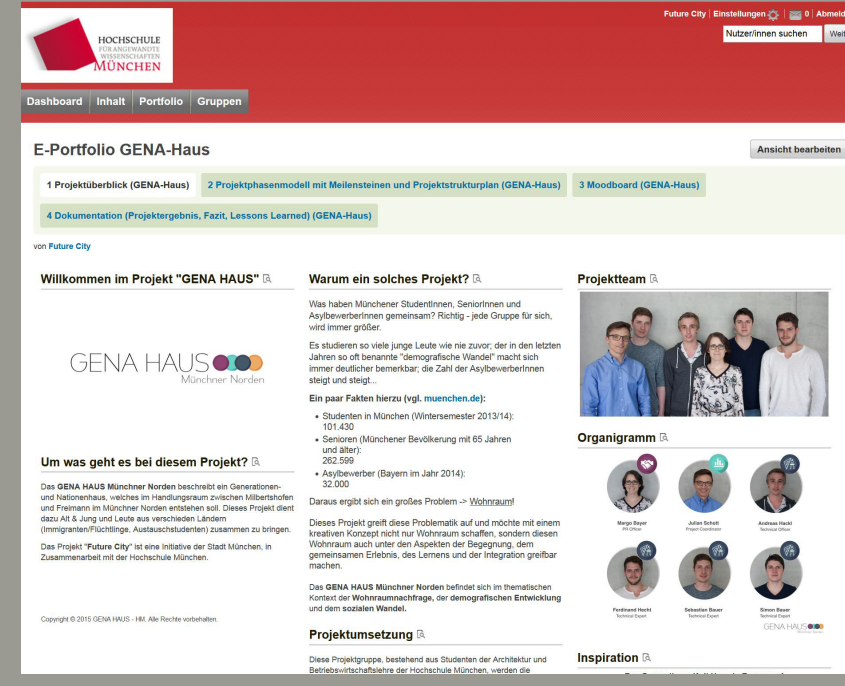 Future City | Einstellungen | 0 | Abmeld
HOCHSCHULE
FÜR ANGEWANDTE
WISSENSCHAFTEN
MÜNCHEN
Nutzer/innen suchen
Weit
Dashboard Inhalt Portfolio Gruppen
E-Portfolio GENA-Haus
Ansicht bearbeiten
1 Projektüberblick (GENA-Haus) 2 Projektphasenmodell mit Meilensteinen und Projektstrukturplan (GENA-Haus) 3 Moodboard (GENA-Haus)
4 Dokumentation (Projektergebnis, Fazit, Lessons Learned) (GENA-Haus)
von Future City
Willkommen im Projekt "GENA HAUS"
GENA HAUS
Münchner Norden
Um was geht es bei diesem Projekt?
Das GENA HAUS Münchner Norden beschreibt ein Generationen-
und Nationenhaus, welches im Handlungsraum zwischen Milbertshofen
und Freimann im Münchner Norden entstehen soll. Dieses Projekt dient
dazu Alt & Jung und Leute aus verschieden Ländern
(Immigranten/Flüchtlinge, Austauschstudenten) zusammen zu bringen.
Das Projekt "Future City" ist eine Initiative der Stadt München, in
Zusammenarbeit mit der Hochschule München.
Copyright © 2015 GENA HAUS - HM. Alle Rechte vorbehalten.
Warum ein solches Projekt?
Was haben Münchener StudentInnen, SeniorInnen und
AsylbewerberInnen gemeinsam? Richtig - jede Gruppe für sich,
wird immer größer.
Es studieren so viele junge Leute wie nie zuvor; der in den letzten
Jahren so oft benannte "demografische Wandel" macht sich
immer deutlicher bemerkbar; die Zahl der AsylbewerberInnen
steigt und steigt...
Ein paar Fakten hierzu (vgl. muenchen.de):
• Studenten in München (Wintersemester 2013/14):
101.430
• Senioren (Münchener Bevölkerung mit 65 Jahren
und älter):
262.599
• Asylbewerber (Bayern im Jahr 2014):
32.000
Daraus ergibt sich ein großes Problem -> Wohnraum!
Dieses Projekt greift diese Problematik auf und möchte mit einem
kreativen Konzept nicht nur Wohnraum schaffen, sondern diesen
Wohnraum auch unter den Aspekten der Begegnung, dem
gemeinsamen Erlebnis, des Lernens und der Integration greifbar
machen.
Das GENA HAUS Münchner Norden befindet sich im thematischen
Kontext der Wohnraumnachfrage, der demografischen Entwicklung
und dem sozialen Wandel.
Projektumsetzung
Diese Projektgruppe, bestehend aus Studenten der Architektur und
Betriebswirtschaftslehre der Hochschule München, werden die
Projektteam
Organigramm
Margo Bayer
PR Officer
Julian Schott
Project Coordinator
Andreas Hackl
Technical Officer
Ferdinand Hecht
Technical Expert
Sebastian Bauer
Technical Expert
Simon Bauer
Technical Expert
GENA HAUS
Münchner Norden
Inspiration